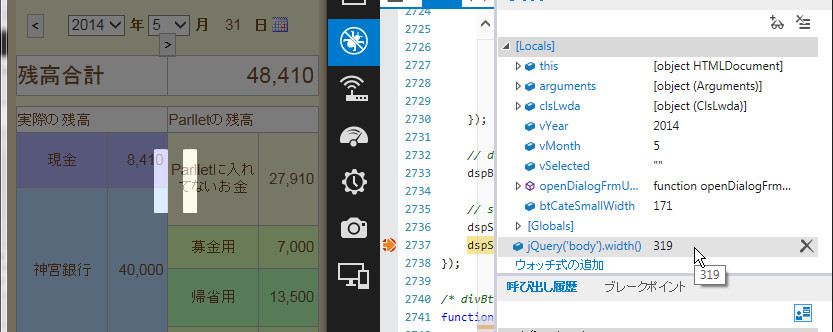 < 2014 年 5 月 31 日
>
残高合計 48,410
実際の残高 Parlletの残高
現金 8,410 Parlletに入れ
てないお金 27,910
募金用 7,000
神宮銀行 40,000
帰省用 13,500
2724
2725
2726
2727
2728
2729
2730 });
2731
2732 // d
2733 dspB
2734
2735 // s
2736 dspS
2737 dspS
2738 });
2739
2740 /* divBt
2741 function
[Locals]
this [object HTMLDocument]
arguments [object (Arguments)]
clsLwda [object (ClsLwda)]
vYear 2014
vMonth 5
vSelected ""
openDialogFrmU... function openDialogFrm...
btCateSmallWidth 171
[Globals]
jQuery('body').width() 319
ウォッチ式の追加
319
呼び出し履歴 ブレークポイント